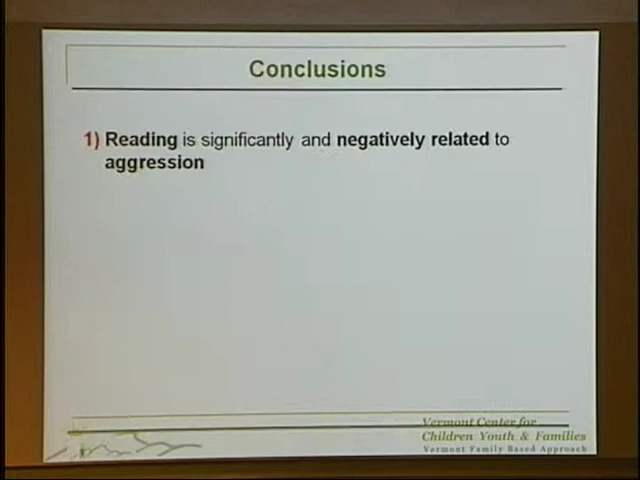 Conclusions
1) Reading is significantly and negatively related to
aggression
Vermont Center for
Children Youth & Families
Vermont Family Based Approach